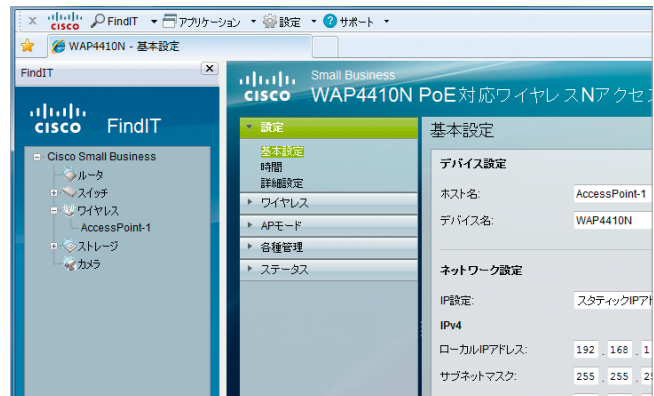 × CISCO FindIT アプリケーション 設定 サポート
WAP4410N - 基本設定
FindIT ×
CISCO FindIT
Cisco Small Business
ルータ
スイッチ
ワイヤレス
AccessPoint-1
ストレージ
カメラ
CISCO Small Business
WAP4410N PoE対応ワイヤレスNアクセス
設定
基本設定
時間
詳細設定
ワイヤレス
APモード
各種管理
ステータス
基本設定
デバイス設定
ホスト名: AccessPoint-1
デバイス名: WAP4410N
ネットワーク設定
IP設定: スタティックIPア
IPv4
ローカルIPアドレス: 192 . 168 . 1
サブネットマスク: 255 . 255 . 25